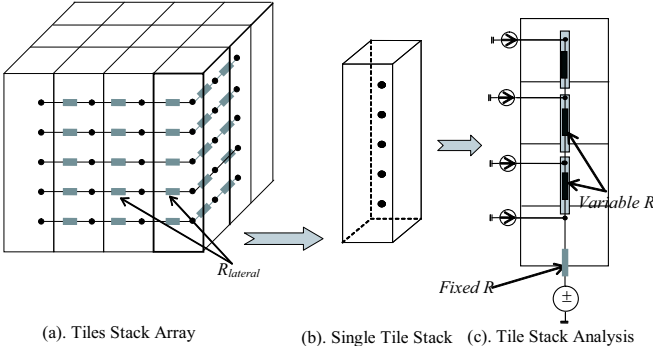 R_lateral
Variable R
Fixed R
±
(a). Tiles Stack Array
(b). Single Tile Stack
(c). Tile Stack Analysis